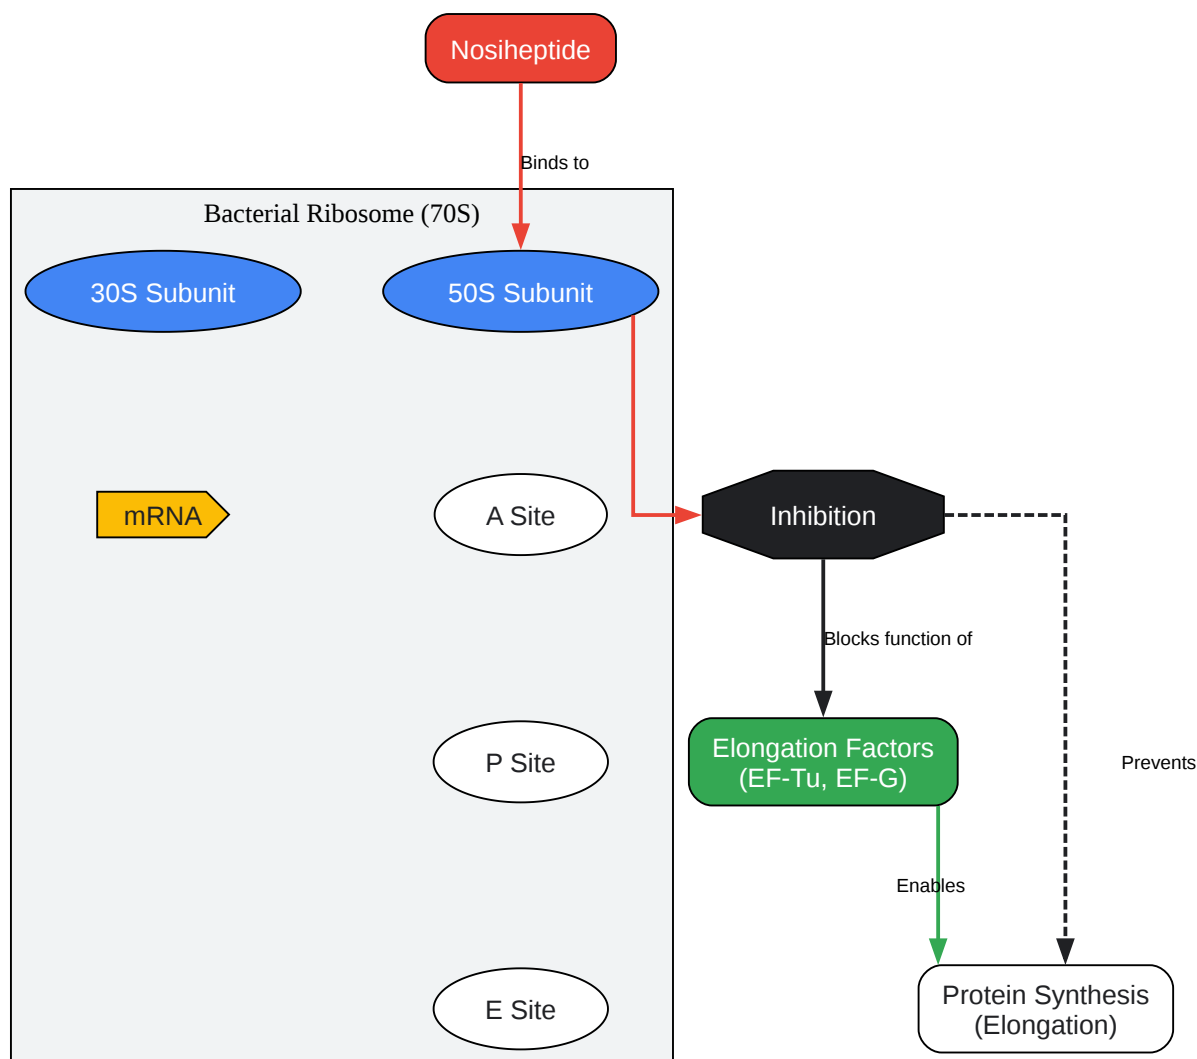 Nosiheptide
Binds to
Bacterial Ribosome (70S)
30S Subunit
50S Subunit
mRNA
A Site
Inhibition
Blocks function of
P Site
Elongation Factors
(EF-Tu, EF-G)
Prevents
Enables
E Site
Protein Synthesis
(Elongation)